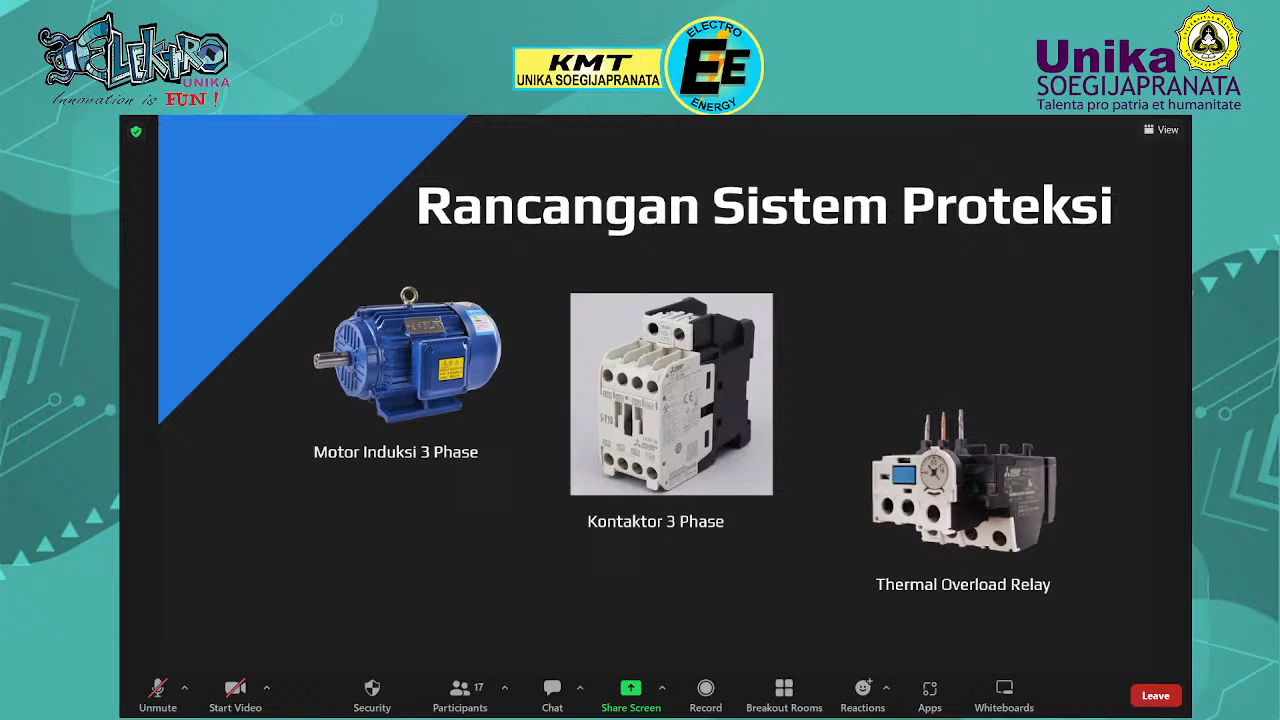 ELEKTRO
UNIKA
Innovation is FUN !
KMT
UNIKA SOEGIJAPRANATA
ELECTRO
EE
ENERGY
Unika
SOEGIJAPRANATA
Talenta pro patria et humanitate
View
Rancangan Sistem Proteksi
Motor Induksi 3 Phase
S-T10
CE
Kontaktor 3 Phase
Thermal Overload Relay
Unmute
Start Video
Security
17
Participants
Chat
Share Screen
Record
Breakout Rooms
Reactions
Apps
Whiteboards
Leave